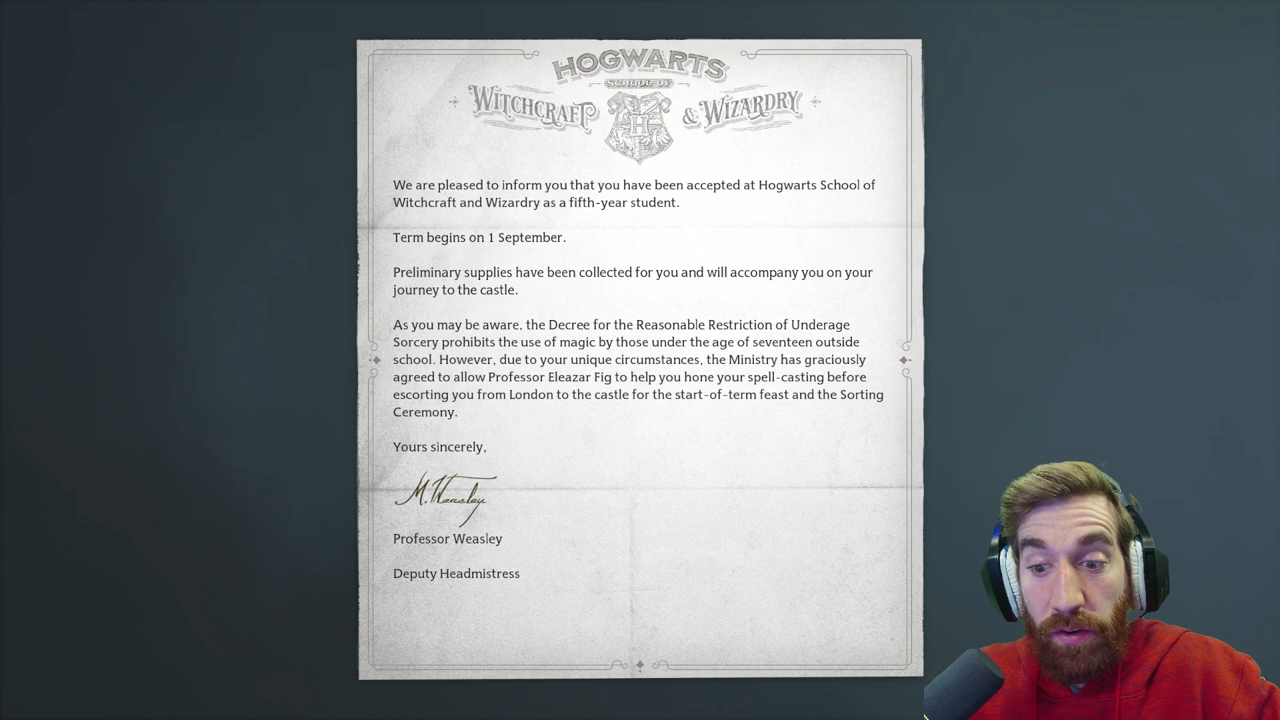 HOGWARTS
SCHOOL OF
WITCHCRAFT & WIZARDRY
H
We are pleased to inform you that you have been accepted at Hogwarts School of
Witchcraft and Wizardry as a fifth-year student.
Term begins on 1 September.
Preliminary supplies have been collected for you and will accompany you on your
journey to the castle.
As you may be aware, the Decree for the Reasonable Restriction of Underage
Sorcery prohibits the use of magic by those under the age of seventeen outside
school. However, due to your unique circumstances, the Ministry has graciously
agreed to allow Professor Eleazar Fig to help you hone your spell-casting before
escorting you from London to the castle for the start-of-term feast and the Sorting
Ceremony.
Yours sincerely,
M. Weasley
Professor Weasley
Deputy Headmistress